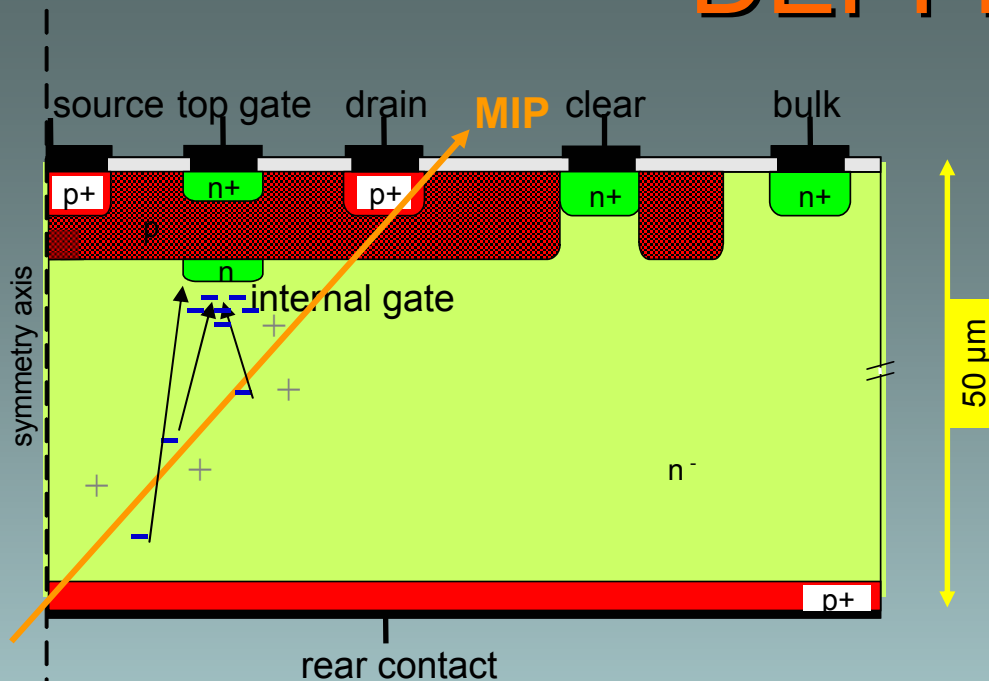 source top gate drain MIP clear bulk
p+ n+ p+ n+ n+
p
n
internal gate
symmetry axis
50 µm
n -
p+
rear contact